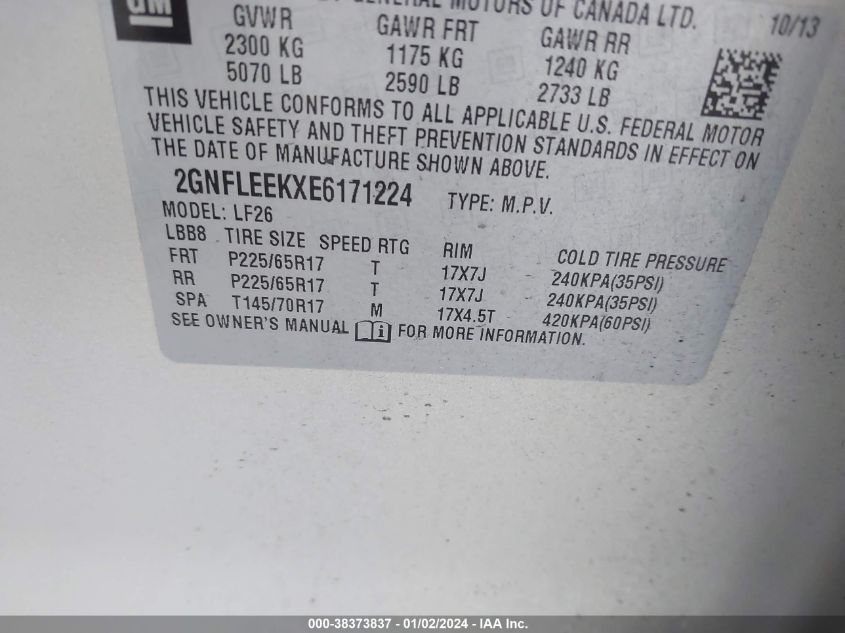 GM
GENERAL MOTORS OF CANADA LTD.
10/13
GVWR GAWR FRT GAWR RR
2300 KG 1175 KG 1240 KG
5070 LB 2590 LB 2733 LB
THIS VEHICLE CONFORMS TO ALL APPLICABLE U.S. FEDERAL MOTOR
VEHICLE SAFETY AND THEFT PREVENTION STANDARDS IN EFFECT ON
THE DATE OF MANUFACTURE SHOWN ABOVE.
2GNFLEEKXE6171224 TYPE: M.P.V.
MODEL: LF26
LBB8 TIRE SIZE SPEED RTG RIM COLD TIRE PRESSURE
FRT P225/65R17 T 17X7J 240KPA(35PSI)
RR P225/65R17 T 17X7J 240KPA(35PSI)
SPA T145/70R17 M 17X4.5T 420KPA(60PSI)
SEE OWNER'S MANUAL i FOR MORE INFORMATION.
000-38373837 - 01/02/2024 - IAA Inc.